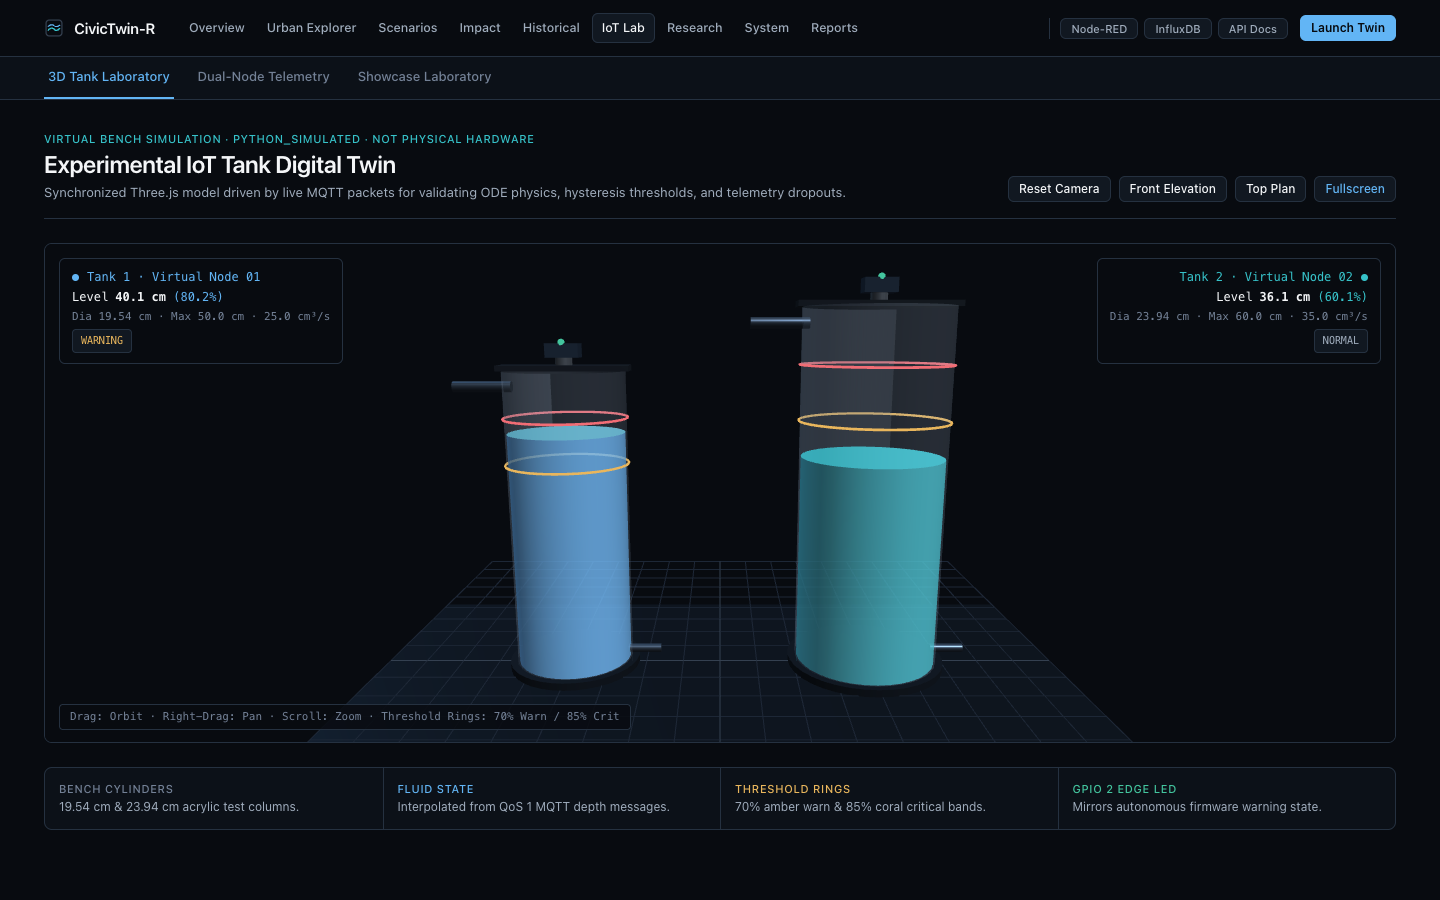 CivicTwin-R
Overview Urban Explorer Scenarios Impact Historical IoT Lab Research System Reports
Node-RED InfluxDB API Docs Launch Twin
3D Tank Laboratory Dual-Node Telemetry Showcase Laboratory
VIRTUAL BENCH SIMULATION · PYTHON_SIMULATED · NOT PHYSICAL HARDWARE
Experimental IoT Tank Digital Twin
Synchronized Three.js model driven by live MQTT packets for validating ODE physics, hysteresis thresholds, and telemetry dropouts.
Reset Camera Front Elevation Top Plan Fullscreen
Tank 1 · Virtual Node 01
Level 40.1 cm (80.2%)
Dia 19.54 cm · Max 50.0 cm · 25.0 cm³/s
WARNING
Tank 2 · Virtual Node 02
Level 36.1 cm (60.1%)
Dia 23.94 cm · Max 60.0 cm · 35.0 cm³/s
NORMAL
Drag: Orbit · Right-Drag: Pan · Scroll: Zoom · Threshold Rings: 70% Warn / 85% Crit
BENCH CYLINDERS
19.54 cm & 23.94 cm acrylic test columns.
FLUID STATE
Interpolated from QoS 1 MQTT depth messages.
THRESHOLD RINGS
70% amber warn & 85% coral critical bands.
GPIO 2 EDGE LED
Mirrors autonomous firmware warning state.